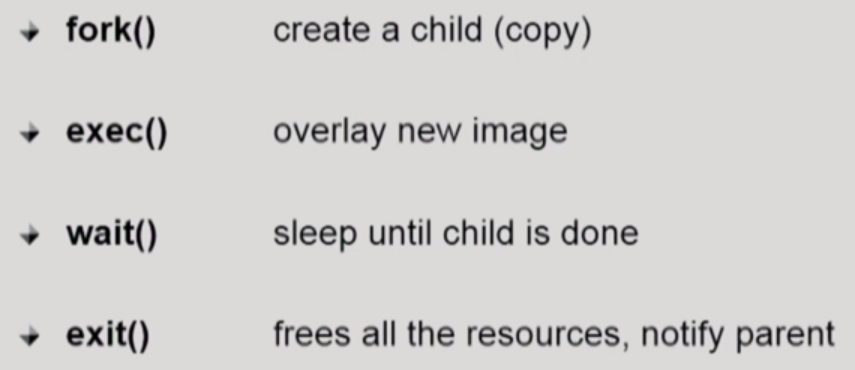 fork() create a child (copy)
exec() overlay new image
wait() sleep until child is done
exit() frees all the resources, notify parent